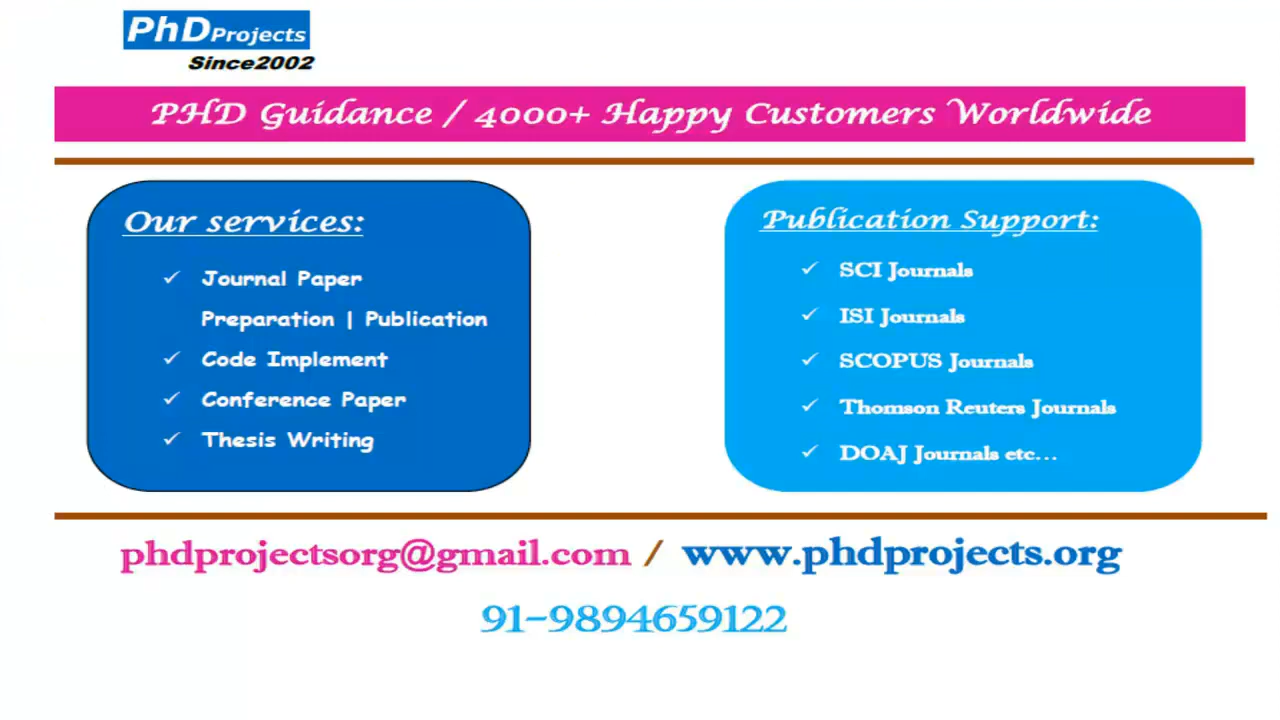 PhDProjects
Since2002
PHD Guidance / 4000+ Happy Customers Worldwide
Our services:
✓ Journal Paper
Preparation | Publication
✓ Code Implement
✓ Conference Paper
✓ Thesis Writing
Publication Support:
✓ SCI Journals
✓ ISI Journals
✓ SCOPUS Journals
✓ Thomson Reuters Journals
✓ DOAJ Journals etc...
phdprojectsorg@gmail.com / www.phdprojects.org
91-9894659122